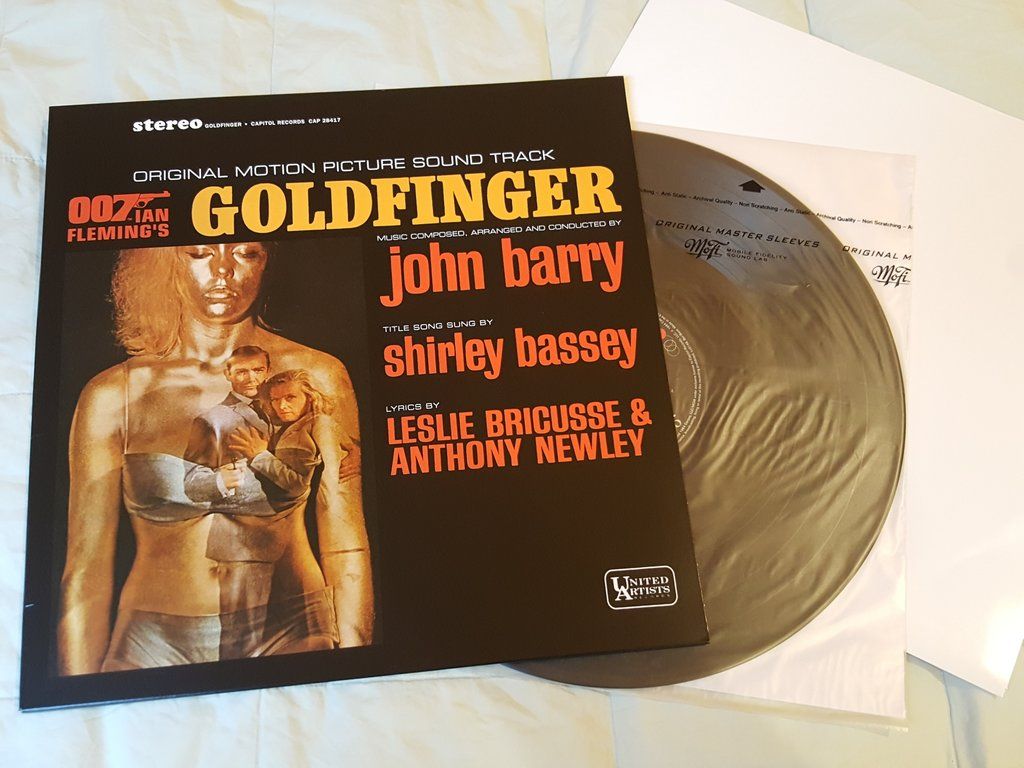 stereo GOLDFINGER • CAPITOL RECORDS CAP 28417
ORIGINAL MOTION PICTURE SOUND TRACK
007 IAN
FLEMING'S
GOLDFINGER
MUSIC COMPOSED, ARRANGED AND CONDUCTED BY
john barry
TITLE SONG SUNG BY
shirley bassey
LYRICS BY
LESLIE BRICUSSE &
ANTHONY NEWLEY
UNITED
ARTISTS
RECORDS
Anti Static – Archival Quality – Non Scratching – Anti Static – Archival Quality – Non Scratching –
ORIGINAL MASTER SLEEVES
MoFi MOBILE FIDELITY
SOUND LAB
ORIGINAL M
MoFi